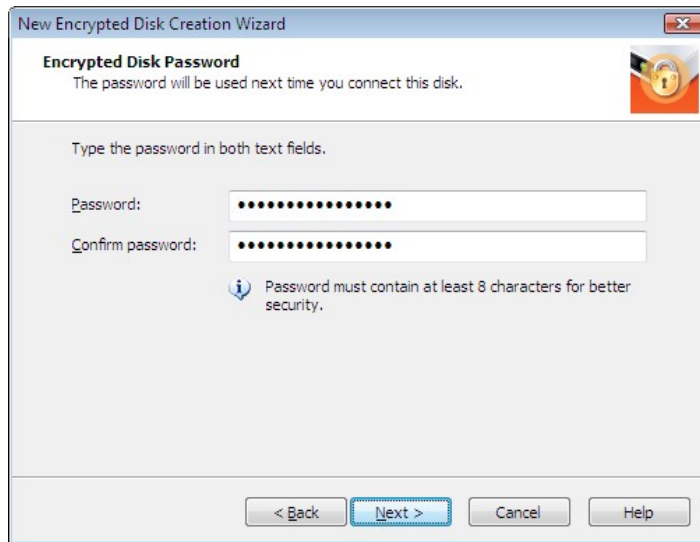 New Encrypted Disk Creation Wizard
Encrypted Disk Password
The password will be used next time you connect this disk.
Type the password in both text fields.
Password: ••••••••••••••••
Confirm password: ••••••••••••••••
Password must contain at least 8 characters for better
security.
< Back Next > Cancel Help